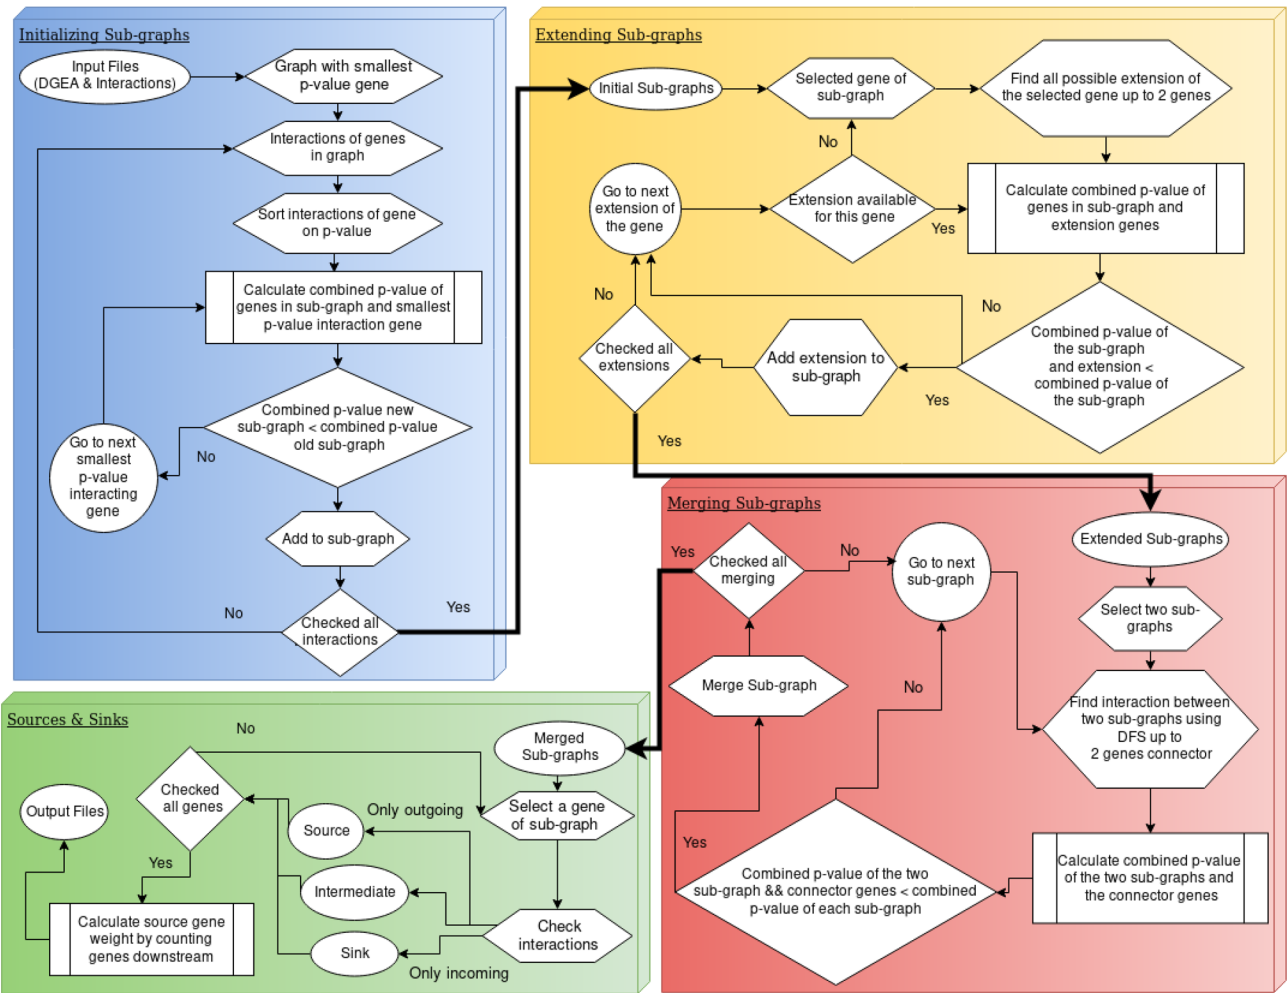 Initializing Sub-graphs
Input Files
(DGEA & Interactions)
Graph with smallest
p-value gene
Interactions of genes
in graph
Sort interactions of gene
on p-value
Calculate combined p-value of
genes in sub-graph and smallest
p-value interaction gene
Combined p-value new
sub-graph < combined p-value
old sub-graph
No
Go to next
smallest
p-value
interacting
gene
Add to sub-graph
Checked all
interactions
No
Yes
Extending Sub-graphs
Initial Sub-graphs
Selected gene of
sub-graph
Find all possible extension of
the selected gene up to 2 genes
No
Go to next
extension of
the gene
Extension available
for this gene
Yes
Calculate combined p-value of
genes in sub-graph and
extension genes
No
No
Combined p-value of
the sub-graph
and extension <
combined p-value of
the sub-graph
Checked all
extensions
Add extension to
sub-graph
Yes
Yes
Merging Sub-graphs
Extended Sub-graphs
Select two sub-
graphs
Find interaction between
two sub-graphs using
DFS up to
2 genes connector
Calculate combined p-value
of the two sub-graphs and
the connector genes
Combined p-value of the two
sub-graph && connector genes < combined
p-value of each sub-graph
Yes
No
Merge Sub-graph
Go to next
sub-graph
Checked all
merging
No
Yes
Sources & Sinks
Merged
Sub-graphs
Select a gene
of sub-graph
Check
interactions
Only outgoing
Source
Intermediate
Sink
Only incoming
Checked
all genes
No
Yes
Calculate source gene
weight by counting
genes downstream
Output Files